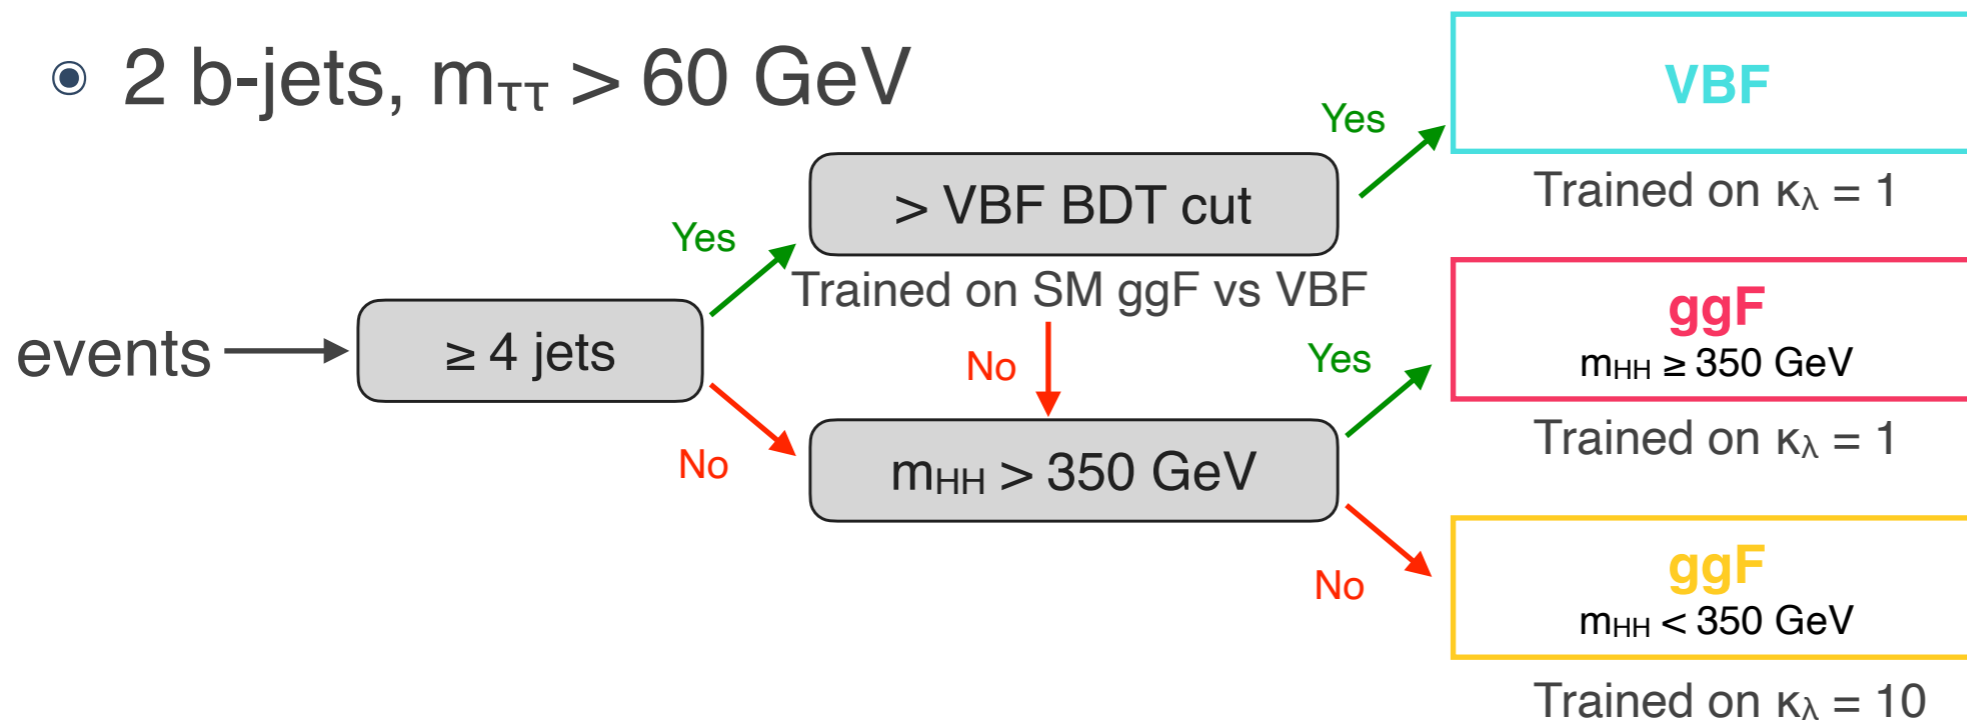 2 b-jets, mττ > 60 GeV
events
≥ 4 jets
Yes
No
> VBF BDT cut
Trained on SM ggF vs VBF
No
mHH > 350 GeV
Yes
VBF
Trained on κλ = 1
Yes
ggF
mHH ≥ 350 GeV
Trained on κλ = 1
No
ggF
mHH < 350 GeV
Trained on κλ = 10